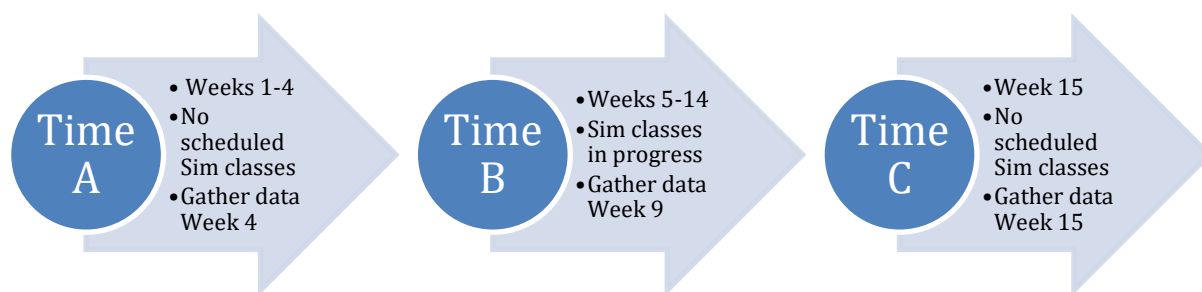 Time
A
• Weeks 1-4
•No
scheduled
Sim classes
•Gather data
Week 4
Time
B
•Weeks 5-14
•Sim classes
in progress
•Gather data
Week 9
Time
C
•Week 15
•No
scheduled
Sim classes
•Gather data
Week 15